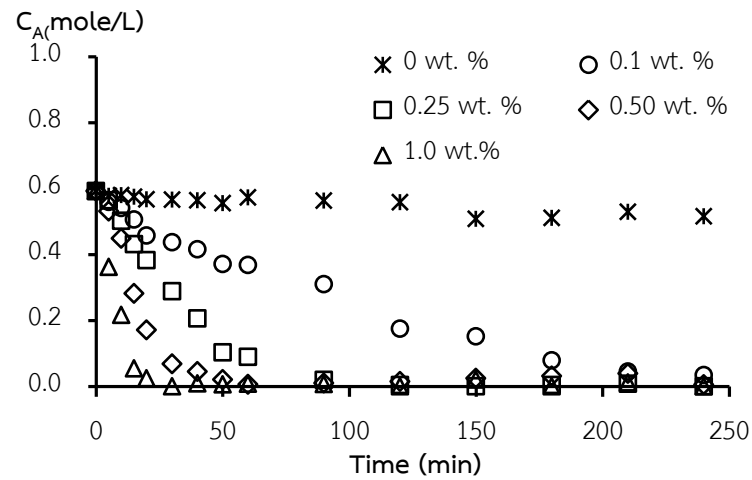 C_A(mole/L)
1.0
0 wt. %
0.1 wt. %
0.8
0.25 wt. %
0.50 wt. %
1.0 wt.%
0.6
0.4
0.2
0.0
0 50 100 150 200 250
Time (min)